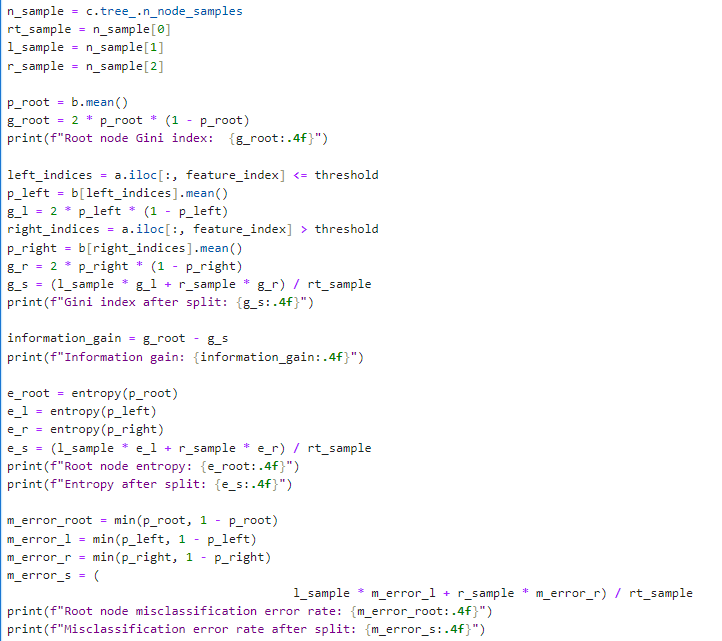 n_sample = c.tree_.n_node_samples
rt_sample = n_sample[0]
l_sample = n_sample[1]
r_sample = n_sample[2]

p_root = b.mean()
g_root = 2 * p_root * (1 - p_root)
print(f"Root node Gini index:  {g_root:.4f}")

left_indices = a.iloc[:, feature_index] <= threshold
p_left = b[left_indices].mean()
g_l = 2 * p_left * (1 - p_left)
right_indices = a.iloc[:, feature_index] > threshold
p_right = b[right_indices].mean()
g_r = 2 * p_right * (1 - p_right)
g_s = (l_sample * g_l + r_sample * g_r) / rt_sample
print(f"Gini index after split: {g_s:.4f}")

information_gain = g_root - g_s
print(f"Information gain: {information_gain:.4f}")

e_root = entropy(p_root)
e_l = entropy(p_left)
e_r = entropy(p_right)
e_s = (l_sample * e_l + r_sample * e_r) / rt_sample
print(f"Root node entropy: {e_root:.4f}")
print(f"Entropy after split: {e_s:.4f}")

m_error_root = min(p_root, 1 - p_root)
m_error_l = min(p_left, 1 - p_left)
m_error_r = min(p_right, 1 - p_right)
m_error_s = (
                                        l_sample * m_error_l + r_sample * m_error_r) / rt_sample
print(f"Root node misclassification error rate: {m_error_root:.4f}")
print(f"Misclassification error rate after split: {m_error_s:.4f}")